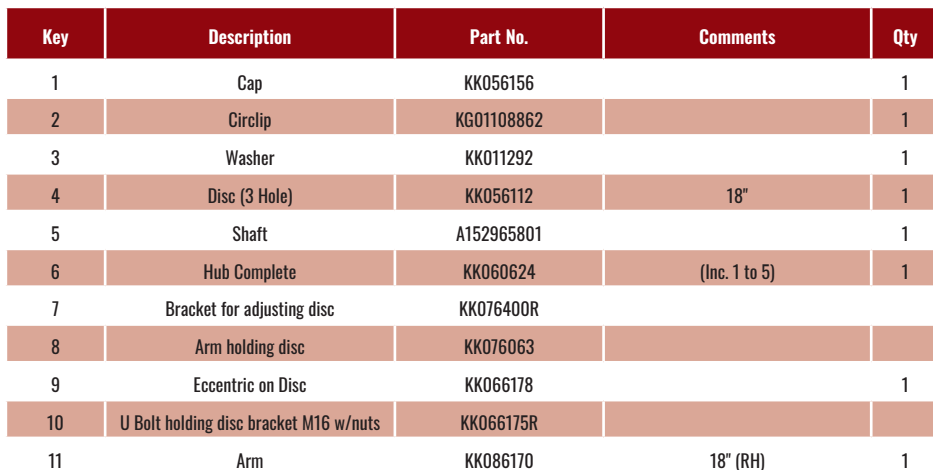 Key Description Part No. Comments Qty
1 Cap KK056156 1
2 Circlip KG01108862 1
3 Washer KK011292 1
4 Disc (3 Hole) KK056112 18" 1
5 Shaft A152965801 1
6 Hub Complete KK060624 (Inc. 1 to 5) 1
7 Bracket for adjusting disc KK076400R
8 Arm holding disc KK076063
9 Eccentric on Disc KK066178 1
10 U Bolt holding disc bracket M16 w/nuts KK066175R
11 Arm KK086170 18" (RH) 1